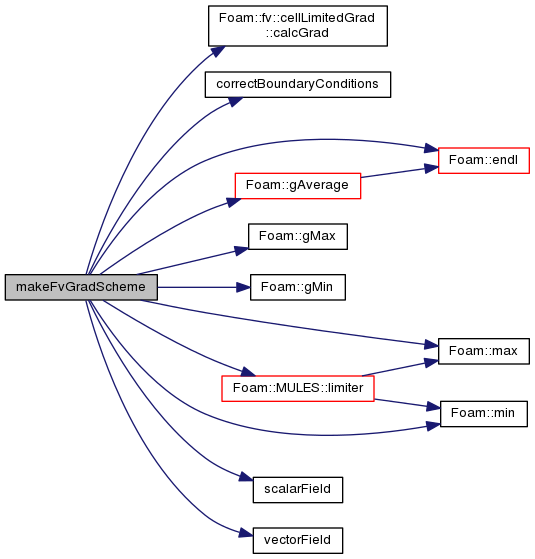 Foam::fv::cellLimitedGrad
::calcGrad
correctBoundaryConditions
Foam::endl
Foam::gAverage
Foam::gMax
makeFvGradScheme
Foam::gMin
Foam::max
Foam::MULES::limiter
Foam::min
scalarField
vectorField